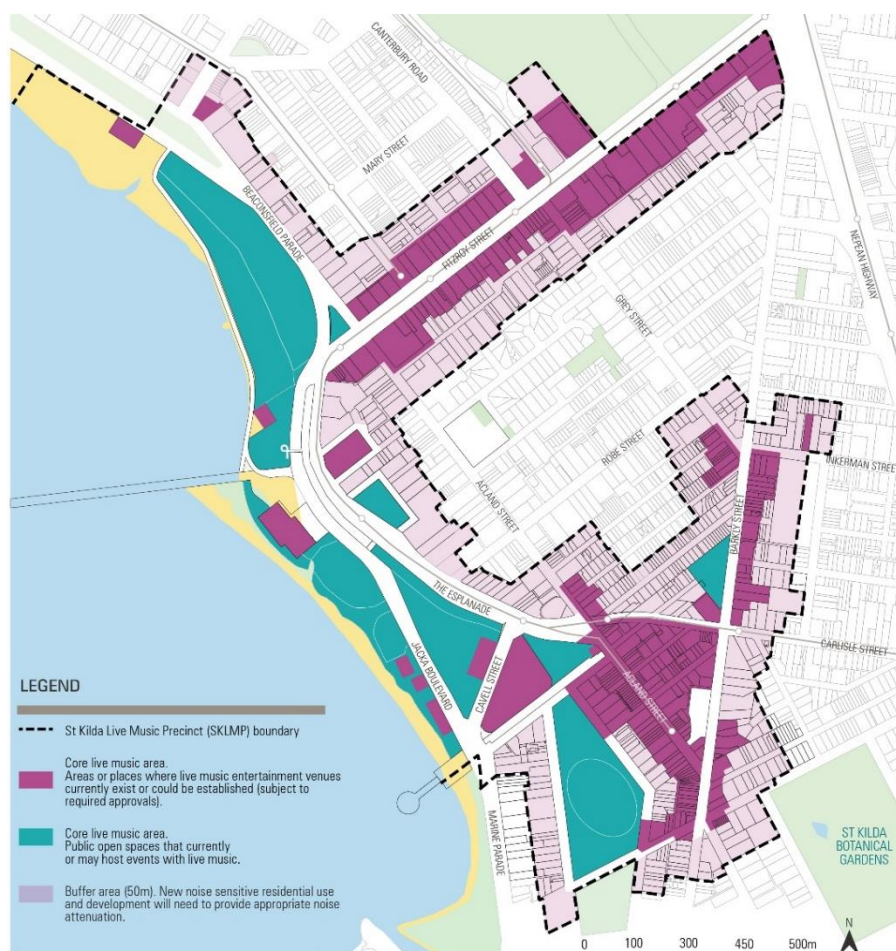 CANTERBURY ROAD
MARY STREET
BEACONSFIELD PARADE
FITZROY STREET
NEPEAN HIGHWAY
GREY STREET
ROBE STREET
INKERMAN STREET
ACLAND STREET
BARKLY STREET
THE ESPLANADE
CARLISLE STREET
CAVELL STREET
JACKA BOULEVARD
ACLAND STREET
MARINE PARADE
ST KILDA
BOTANICAL
GARDENS
LEGEND
St Kilda Live Music Precinct (SKLMP) boundary
Core live music area.
Areas or places where live music entertainment venues
currently exist or could be established (subject to
required approvals).
Core live music area.
Public open spaces that currently
or may host events with live music.
Buffer area (50m). New noise sensitive residential use
and development will need to provide appropriate noise
attenuation.
N
0 100 300 450 500m